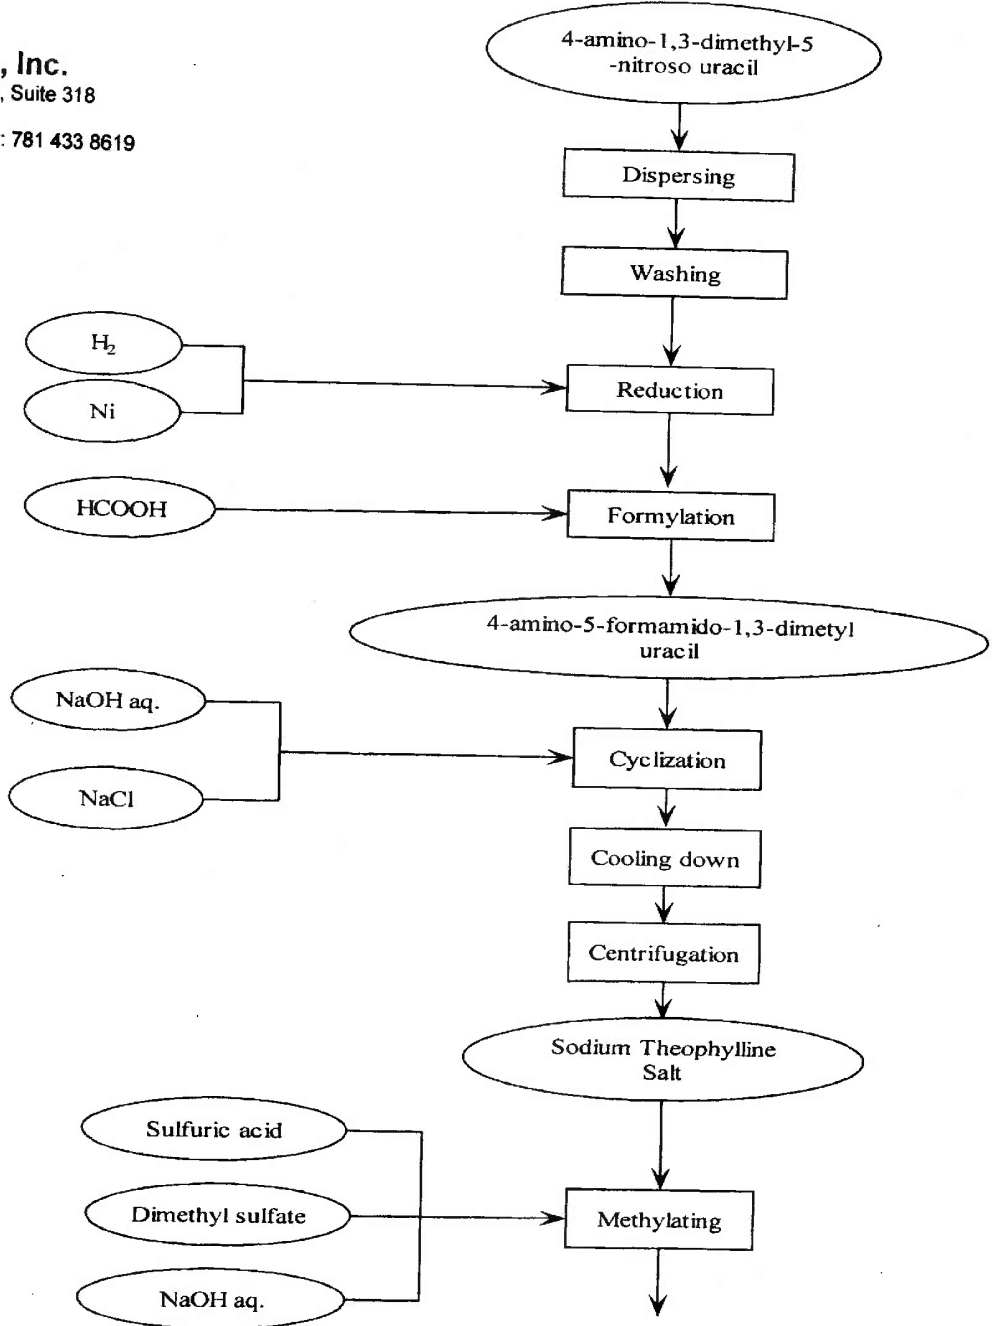 4-amino-1,3-dimethyl-5
-nitroso uracil
, Inc.
, Suite 318
: 781 433 8619
Dispersing
Washing
H₂
Ni
Reduction
HCOOH
Formylation
4-amino-5-formamido-1,3-dimetyl
uracil
NaOH aq.
NaCl
Cyclization
Cooling down
Centrifugation
Sodium Theophylline
Salt
Sulfuric acid
Dimethyl sulfate
NaOH aq.
Methylating